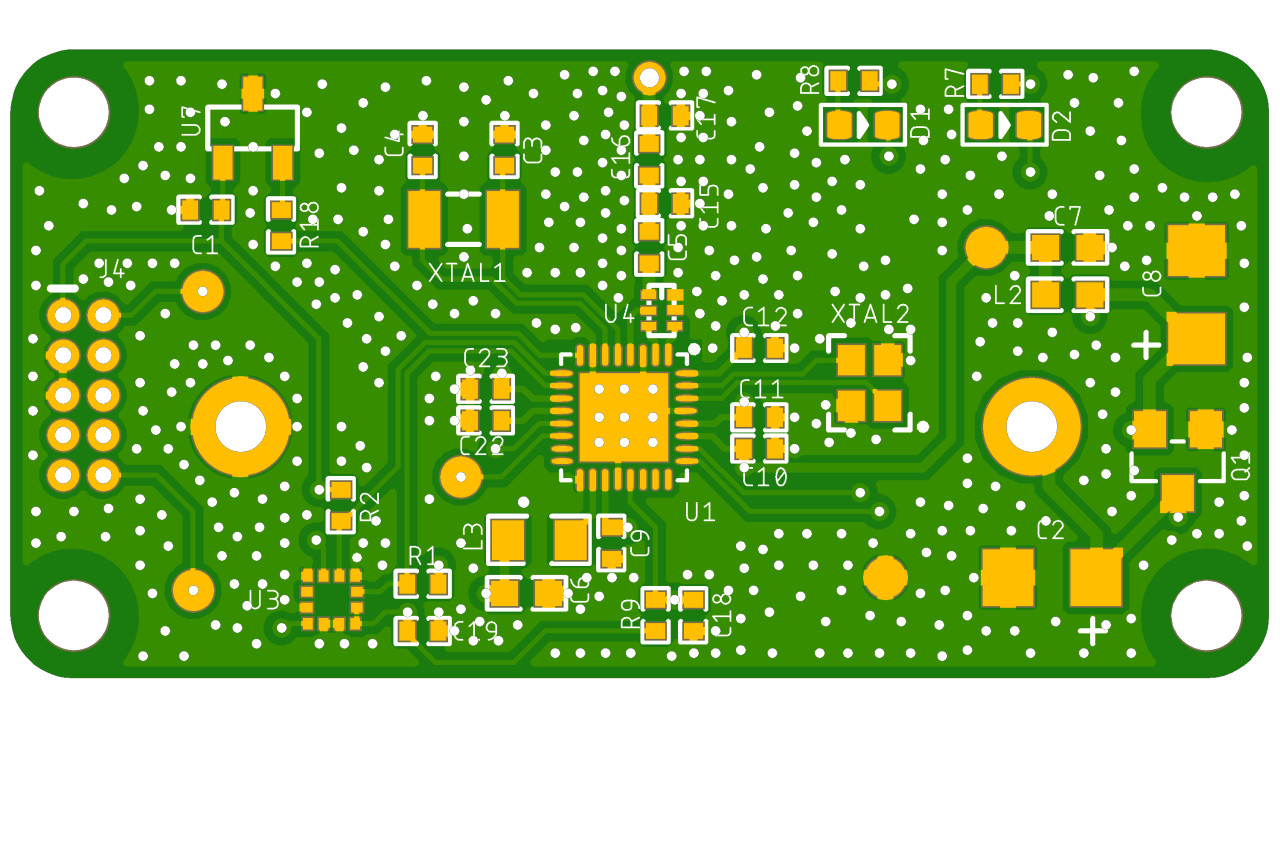 R8
R7
U7
C4
C3
C17
C16
D1
D2
C15
C1
R18
C5
C7
J4
XTAL1
C8
L2
U4
C12
XTAL2
+
C23
C11
C22
C10
Q1
R2
U1
L3
C9
C2
R1
U3
C6
R9
C18
C19
+